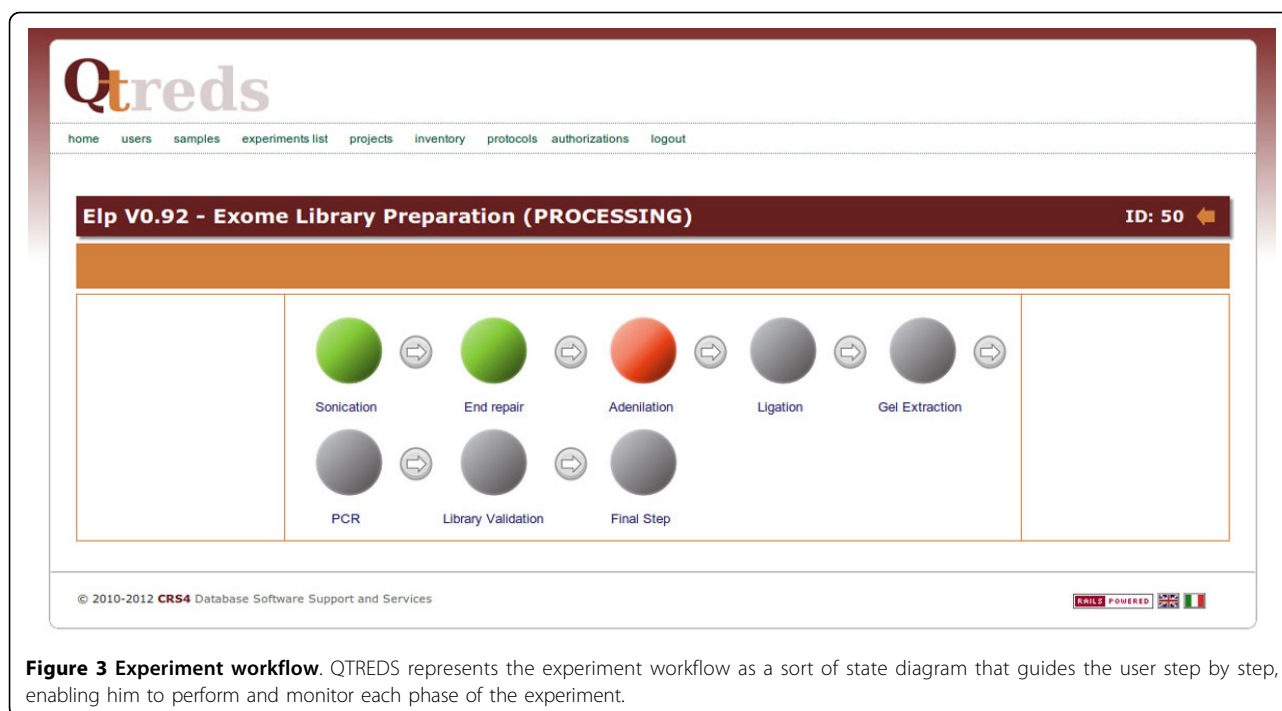 Qtreds
home users samples experiments list projects inventory protocols authorizations logout
Elp V0.92 - Exome Library Preparation (PROCESSING) ID: 50
Sonication End repair Adenilation Ligation Gel Extraction
PCR Library Validation Final Step
© 2010-2012 CRS4 Database Software Support and Services RAILS POWERED
Figure 3 Experiment workflow. QTREDS represents the experiment workflow as a sort of state diagram that guides the user step by step,
enabling him to perform and monitor each phase of the experiment.